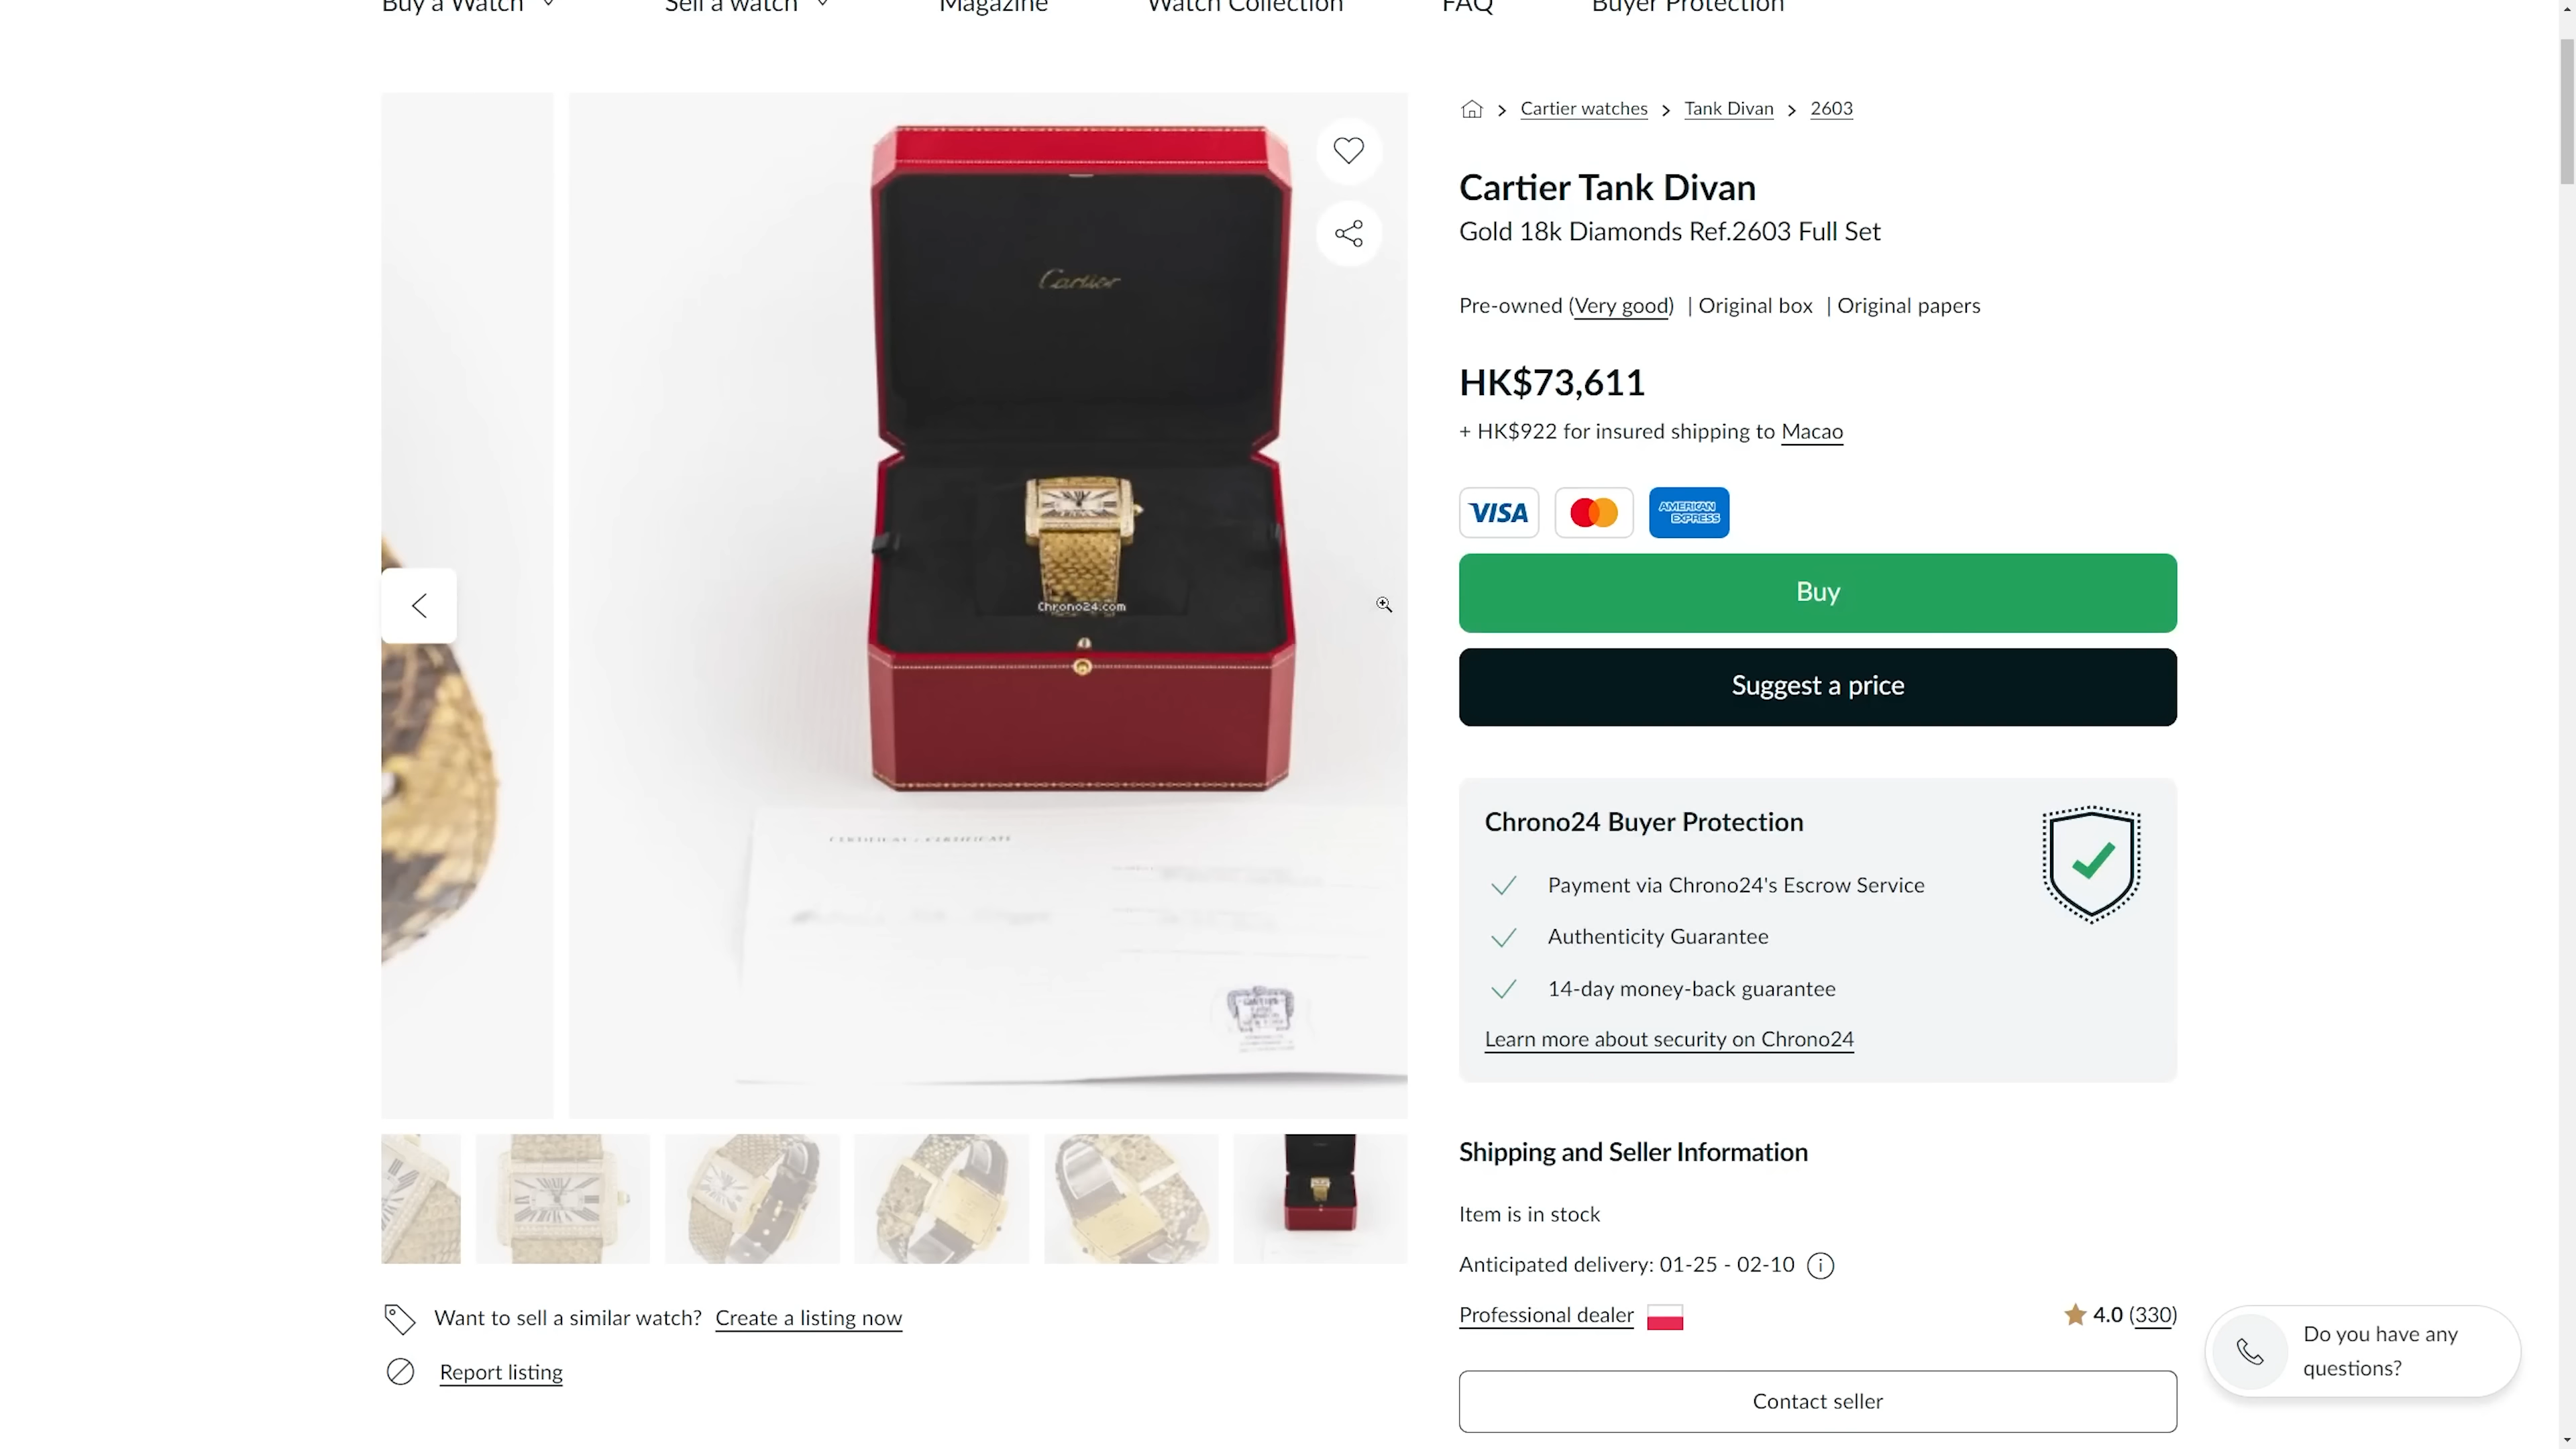 Buy a Watch
Sell a watch
Magazine
Watch Collection
FAQ
Buyer Protection
Cartier watches
Tank Divan
2603
Cartier Tank Divan
Gold 18k Diamonds Ref.2603 Full Set
Pre-owned (Very good) | Original box | Original papers
HK$73,611
+ HK$922 for insured shipping to Macao
VISA
AMERICAN EXPRESS
Buy
Suggest a price
Chrono24 Buyer Protection
Payment via Chrono24's Escrow Service
Authenticity Guarantee
14-day money-back guarantee
Learn more about security on Chrono24
Shipping and Seller Information
Item is in stock
Anticipated delivery: 01-25 - 02-10
Professional dealer
4.0 (330)
Contact seller
Do you have any
questions?
Cartier
Chrono24.com
CERTIFICAT / CERTIFICATE
Want to sell a similar watch? Create a listing now
Report listing